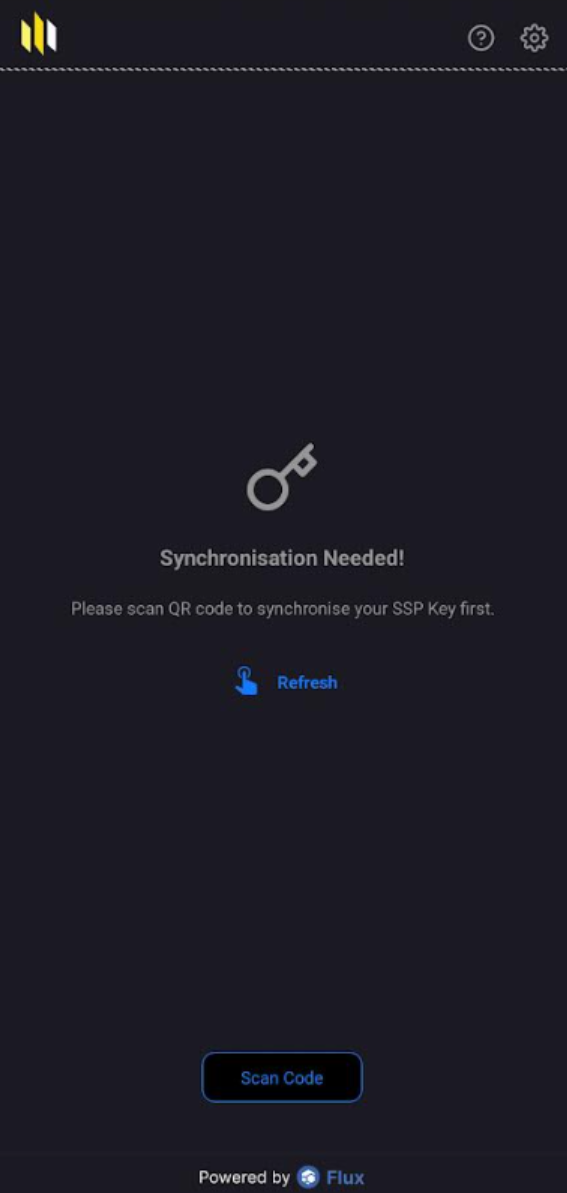 Synchronisation Needed!
Please scan QR code to synchronise your SSP Key first.
Refresh
Scan Code
Powered by Flux